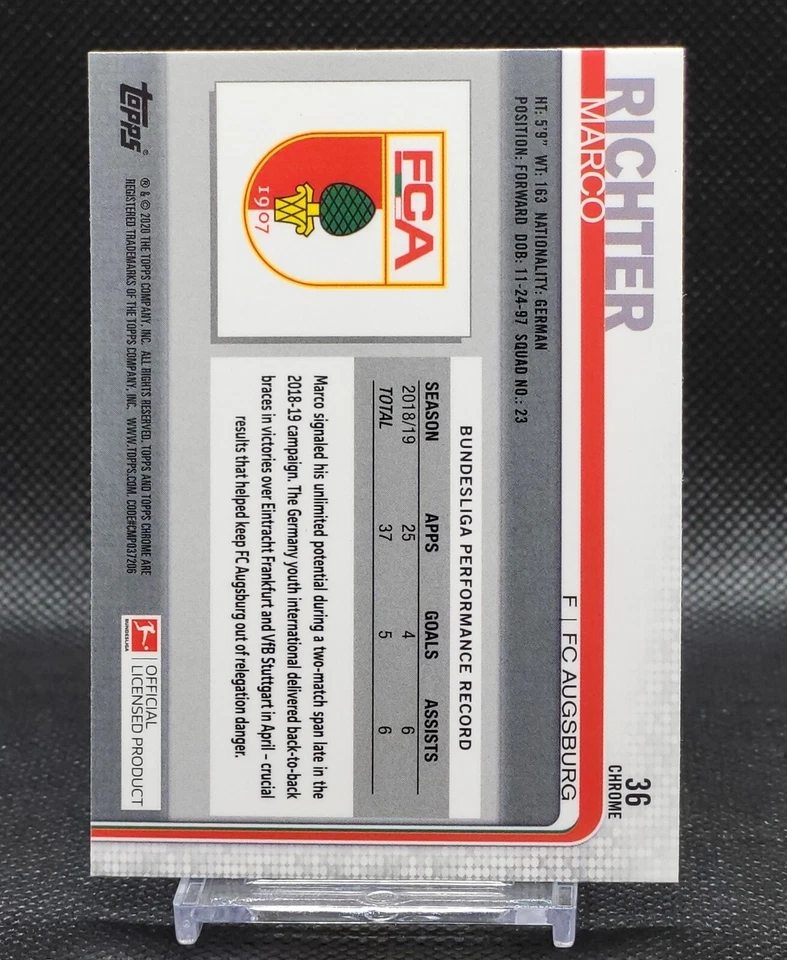 RICHTER
MARCO
36
CHROME
F | FC AUGSBURG
HT: 5'9" WT: 163 NATIONALITY: GERMAN
POSITION: FORWARD DOB: 11-24-97 SQUAD NO.: 23
FCA
1907
BUNDESLIGA PERFORMANCE RECORD
SEASON APPS GOALS ASSISTS
2018/19 25 4 6
TOTAL 37 5 6
Marco signaled his unlimited potential during a two-match span late in the
2018-19 campaign. The Germany youth international delivered back-to-back
braces in victories over Eintracht Frankfurt and VfB Stuttgart in April – crucial
results that helped keep FC Augsburg out of relegation danger.
topps®
® & © 2020 THE TOPPS COMPANY, INC. ALL RIGHTS RESERVED. TOPPS AND TOPPS CHROME ARE
REGISTERED TRADEMARKS OF THE TOPPS COMPANY, INC. WWW.TOPPS.COM. CODE#CMP037206
BUNDESLIGA
OFFICIAL
LICENSED PRODUCT